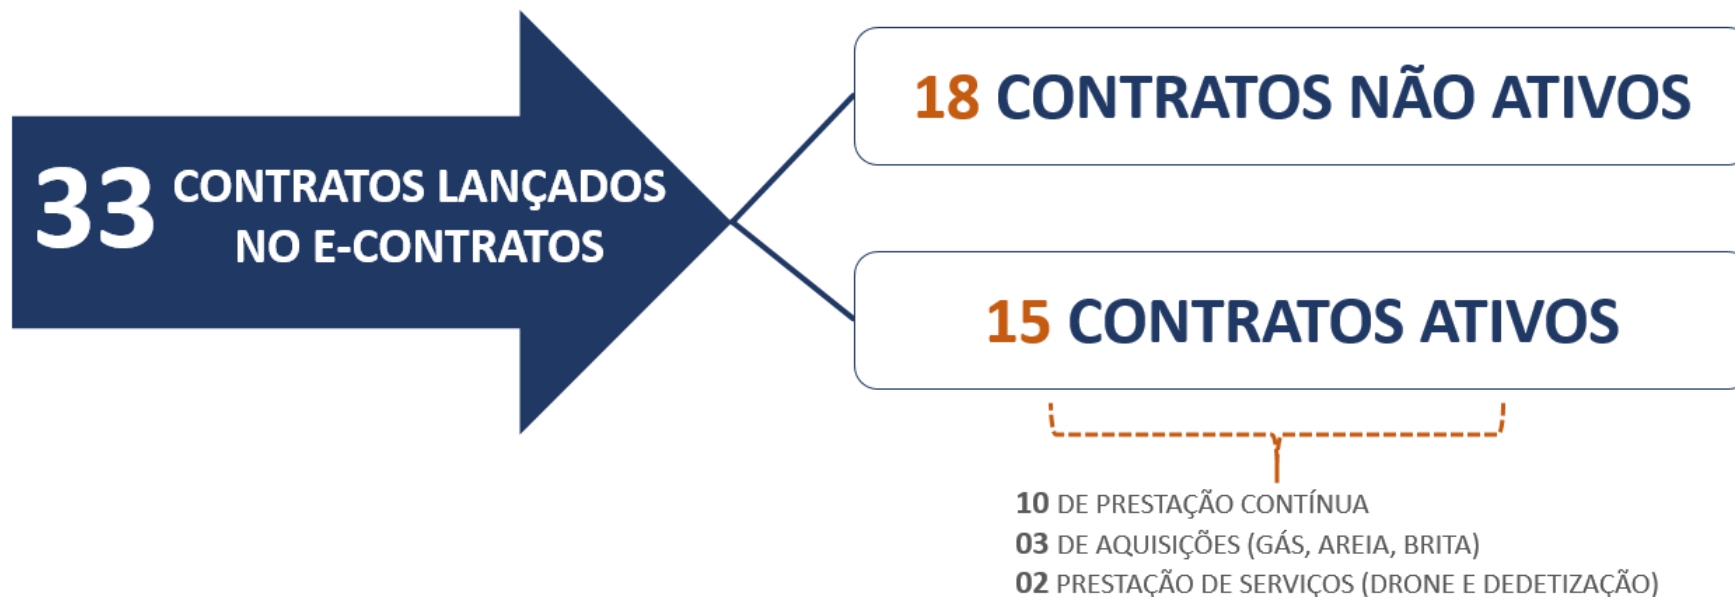 33 CONTRATOS LANÇADOS
NO E-CONTRATOS
18 CONTRATOS NÃO ATIVOS
15 CONTRATOS ATIVOS
10 DE PRESTAÇÃO CONTÍNUA
03 DE AQUISIÇÕES (GÁS, AREIA, BRITA)
02 PRESTAÇÃO DE SERVIÇOS (DRONE E DEDETIZAÇÃO)